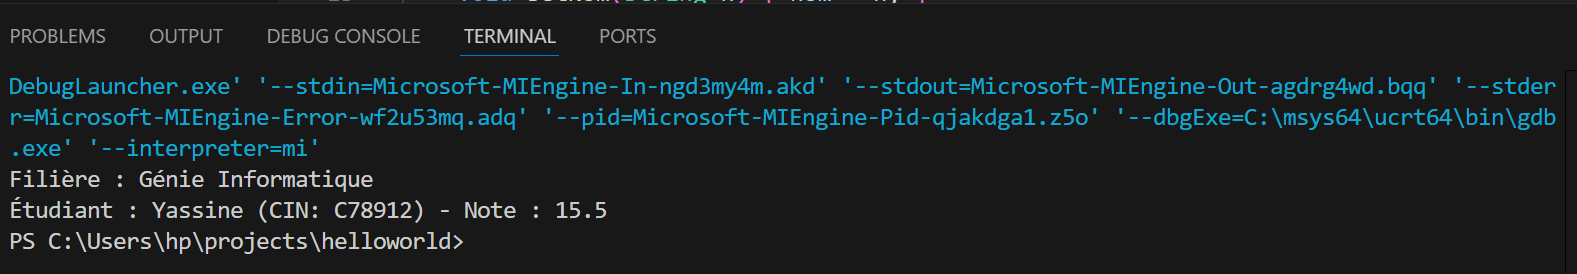 PROBLEMS OUTPUT DEBUG CONSOLE TERMINAL PORTS
DebugLauncher.exe' '--stdin=Microsoft-MIEngine-In-ngd3my4m.akd' '--stdout=Microsoft-MIEngine-Out-agdrg4wd.bqq' '--stder
r=Microsoft-MIEngine-Error-wf2u53mq.adq' '--pid=Microsoft-MIEngine-Pid-qjakdga1.z5o' '--dbgExe=C:\msys64\ucrt64\bin\gdb
.exe' '--interpreter=mi'
Filière : Génie Informatique
Étudiant : Yassine (CIN: C78912) - Note : 15.5
PS C:\Users\hp\projects\helloworld>